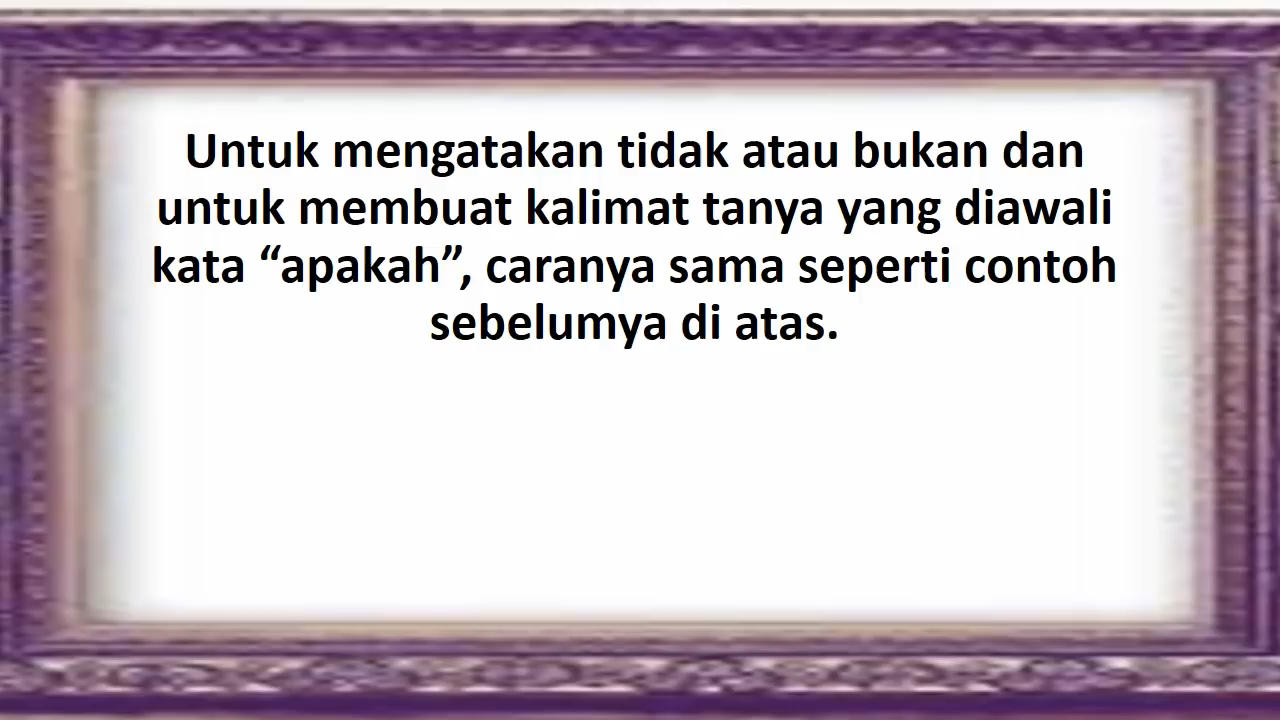 Untuk mengatakan tidak atau bukan dan
untuk membuat kalimat tanya yang diawali
kata “apakah”, caranya sama seperti contoh
sebelumya di atas.